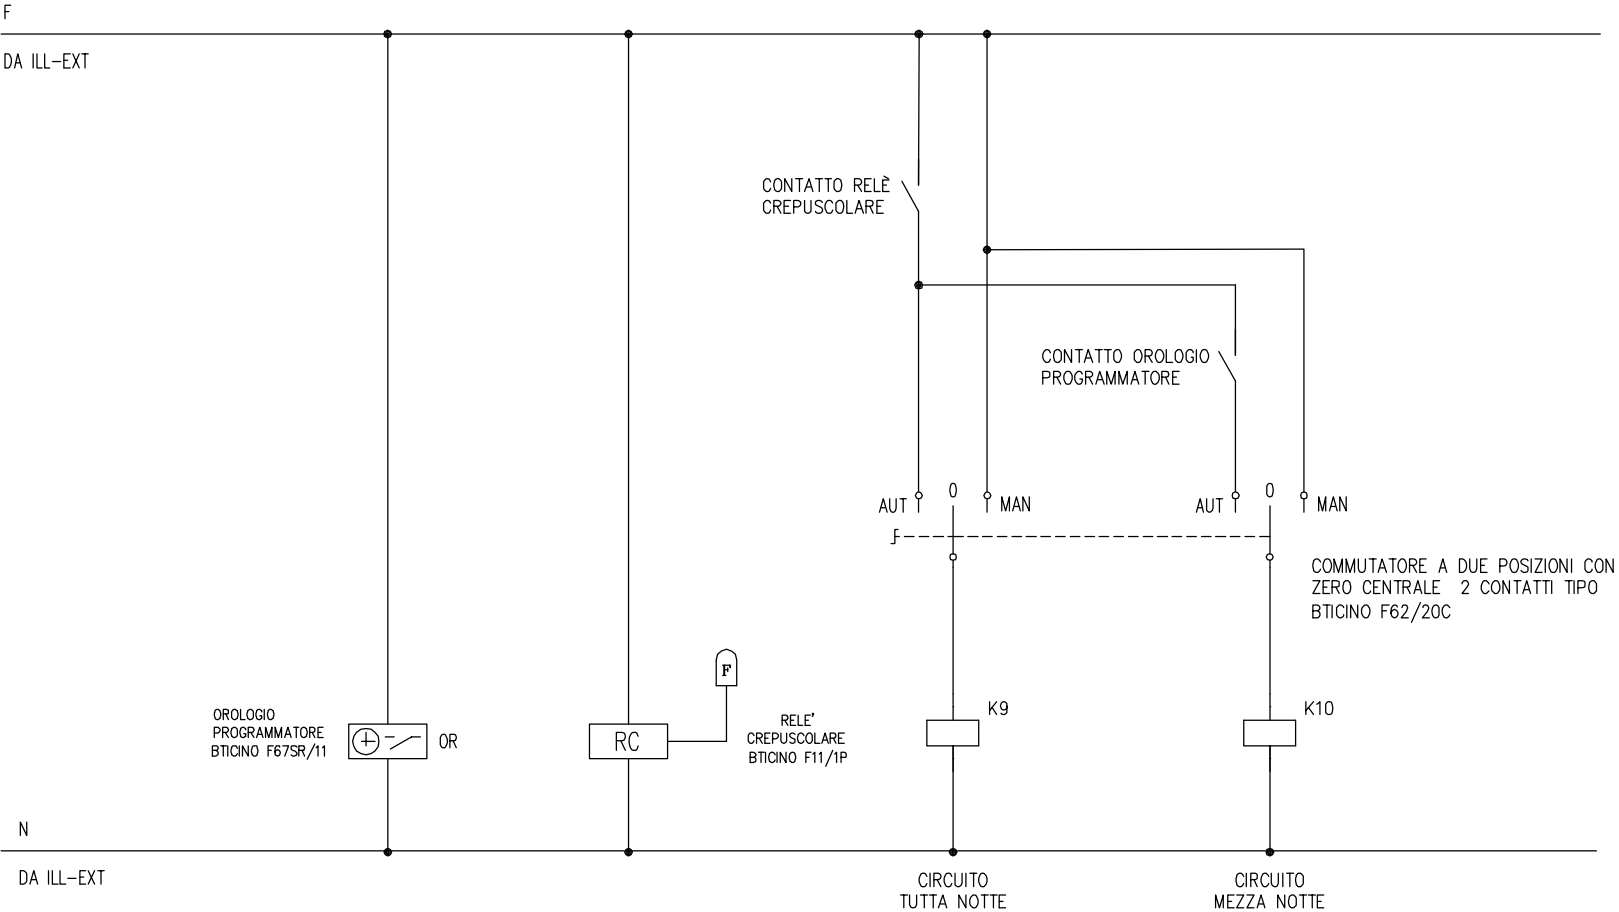 F
DA ILL-EXT
CONTATTO RELÈ
CREPUSCOLARE
CONTATTO OROLOGIO
PROGRAMMATORE
AUT
0
MAN
AUT
0
MAN
COMMUTATORE A DUE POSIZIONI CON
ZERO CENTRALE 2 CONTATTI TIPO
BTICINO F62/20C
OROLOGIO
PROGRAMMATORE
BTICINO F67SR/11
OR
RC
F
RELE'
CREPUSCOLARE
BTICINO F11/1P
K9
K10
N
DA ILL-EXT
CIRCUITO
TUTTA NOTTE
CIRCUITO
MEZZA NOTTE